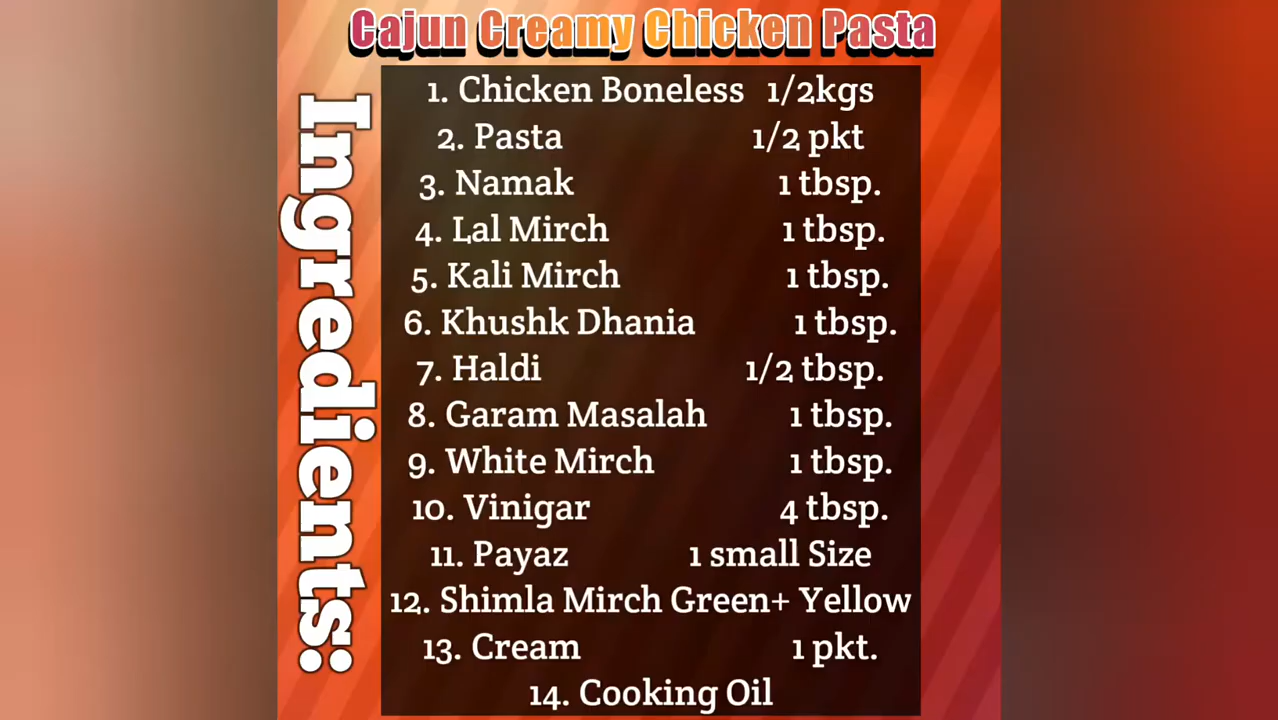 Cajun Creamy Chicken Pasta
Ingredients:
1. Chicken Boneless 1/2kgs
2. Pasta 1/2 pkt
3. Namak 1 tbsp.
4. Lal Mirch 1 tbsp.
5. Kali Mirch 1 tbsp.
6. Khushk Dhania 1 tbsp.
7. Haldi 1/2 tbsp.
8. Garam Masalah 1 tbsp.
9. White Mirch 1 tbsp.
10. Vinigar 4 tbsp.
11. Payaz 1 small Size
12. Shimla Mirch Green+ Yellow
13. Cream 1 pkt.
14. Cooking Oil